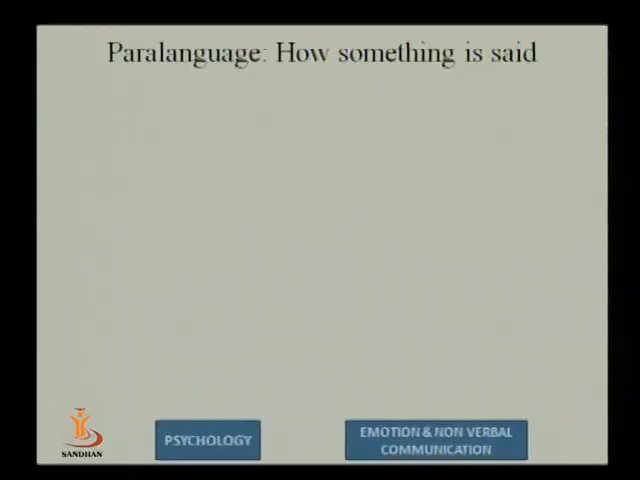 Paralanguage: How something is said
SANDHAN
PSYCHOLOGY
EMOTION & NON VERBAL
COMMUNICATION